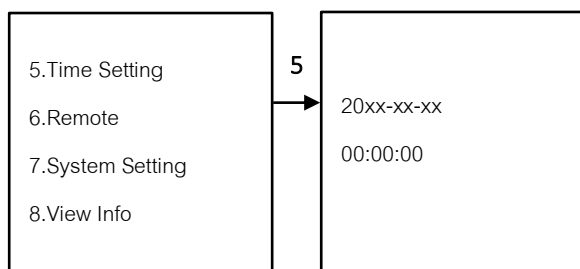 5.Time Setting
6.Remote
7.System Setting
8.View Info
5
20xx-xx-xx
00:00:00